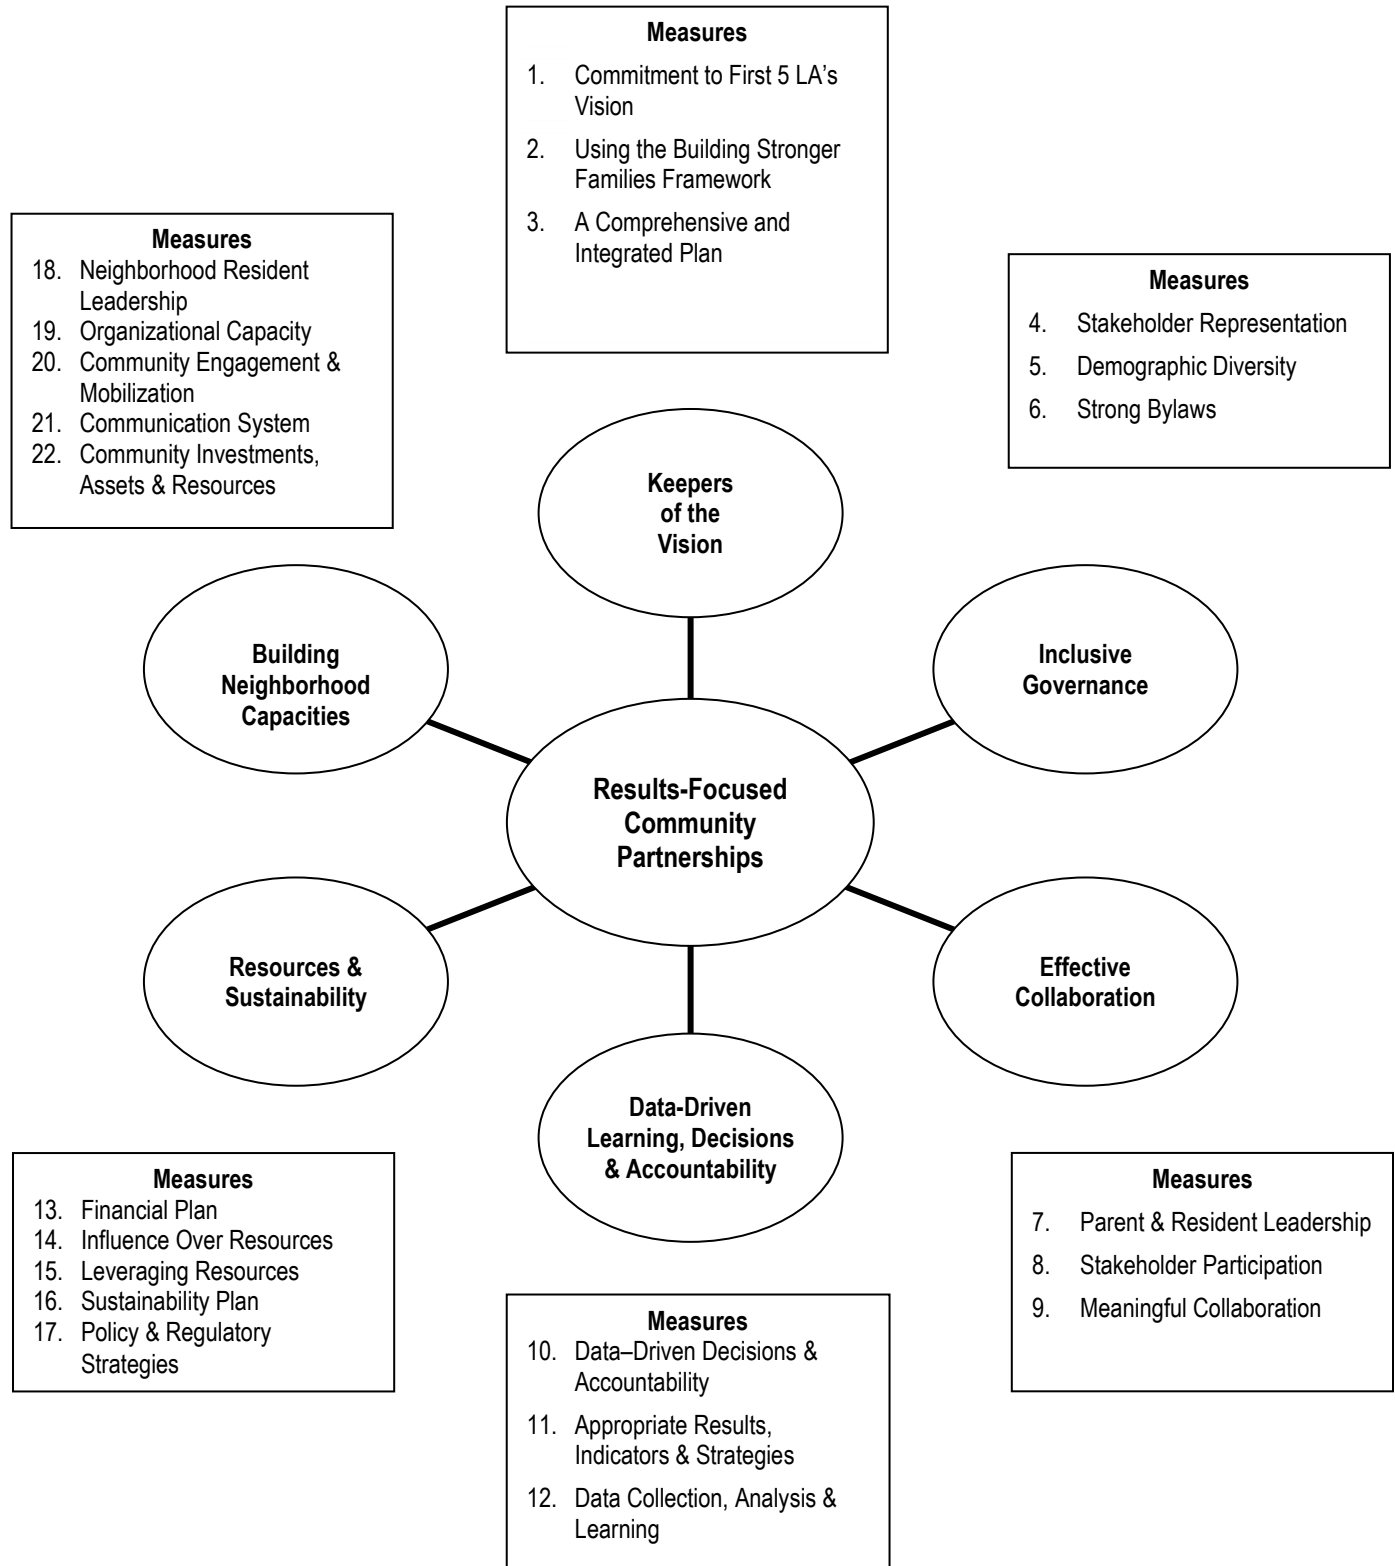 Measures
1. Commitment to First 5 LA's
Vision
2. Using the Building Stronger
Families Framework
3. A Comprehensive and
Integrated Plan
Measures
18. Neighborhood Resident
Leadership
19. Organizational Capacity
20. Community Engagement &
Mobilization
21. Communication System
22. Community Investments,
Assets & Resources
Measures
4. Stakeholder Representation
5. Demographic Diversity
6. Strong Bylaws
Keepers
of the
Vision
Building
Neighborhood
Capacities
Inclusive
Governance
Results-Focused
Community
Partnerships
Resources &
Sustainability
Effective
Collaboration
Data-Driven
Learning, Decisions
& Accountability
Measures
13. Financial Plan
14. Influence Over Resources
15. Leveraging Resources
16. Sustainability Plan
17. Policy & Regulatory
Strategies
Measures
10. Data–Driven Decisions &
Accountability
11. Appropriate Results,
Indicators & Strategies
12. Data Collection, Analysis &
Learning
Measures
7. Parent & Resident Leadership
8. Stakeholder Participation
9. Meaningful Collaboration